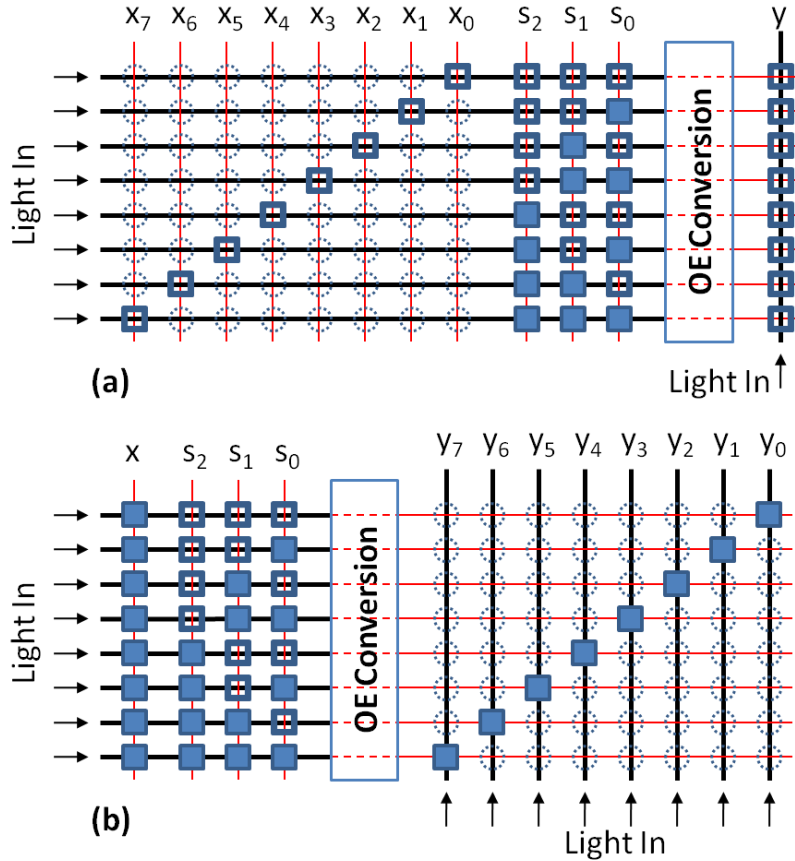 x₇ x₆ x₅ x₄ x₃ x₂ x₁ x₀ s₂ s₁ s₀ y
Light In
OE Conversion
Light In
(a)
x s₂ s₁ s₀ y₇ y₆ y₅ y₄ y₃ y₂ y₁ y₀
Light In
OE Conversion
(b)
Light In